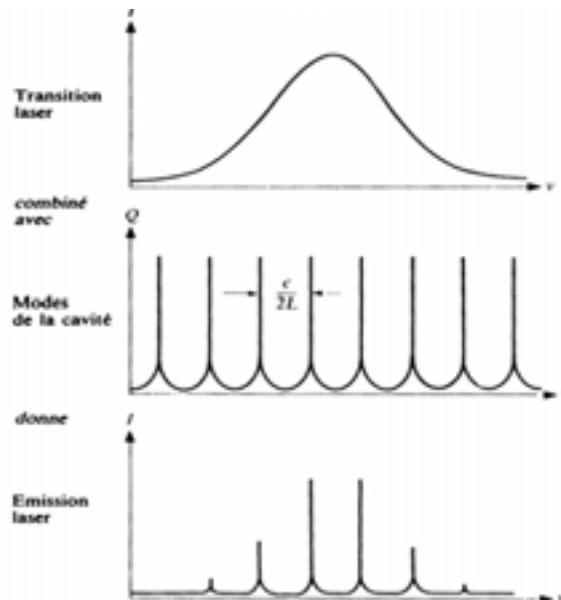 Transition
laser
ν
combiné
avec
Q
Modes
de la cavité
c
2L
donne
I
Emission
laser